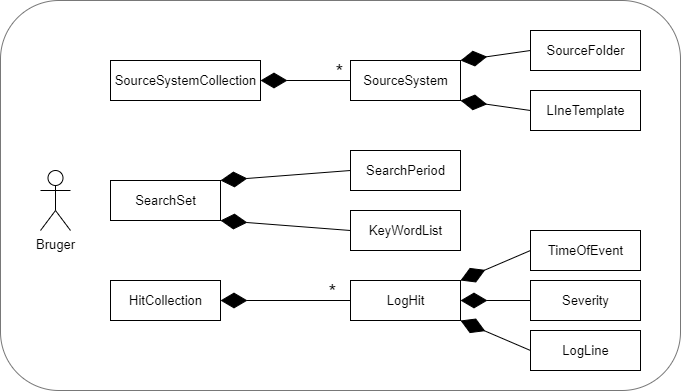 SourceFolder
SourceSystemCollection
*
SourceSystem
LIneTemplate
SearchPeriod
SearchSet
KeyWordList
Bruger
TimeOfEvent
HitCollection
*
LogHit
Severity
LogLine